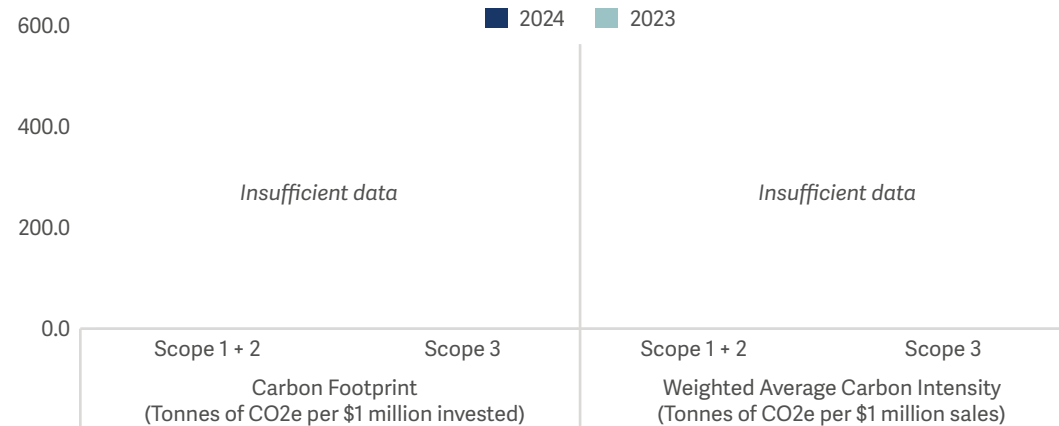 2024 2023
600.0
400.0
Insufficient data Insufficient data
200.0
0.0
Scope 1 + 2 Scope 3 Scope 1 + 2 Scope 3
Carbon Footprint Weighted Average Carbon Intensity
(Tonnes of CO2e per $1 million invested) (Tonnes of CO2e per $1 million sales)